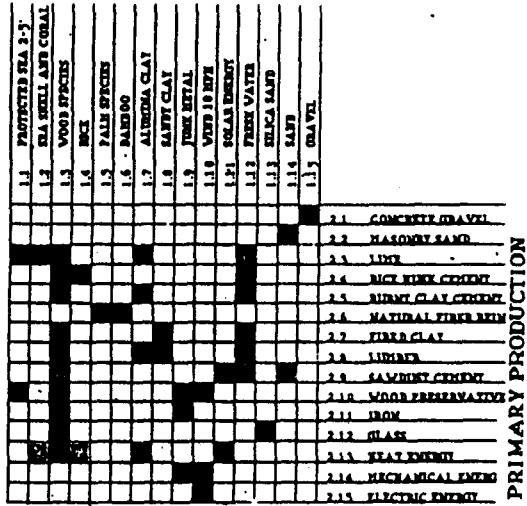 1.1 PROTECTED SEA 2-5'
1.2 SEA SHELL AND CORAL
1.3 WOOD SPECIES
1.4 RICE
1.5 PALM SPECIES
1.6 BAMBOO
1.7 ALUMINA CLAY
1.8 SANDY CLAY
1.9 JUNK METAL
1.10 WIND 10 MPH
1.11 SOLAR ENERGY
1.12 FRESH WATER
1.13 SILICA SAND
1.14 SAND
1.15 GRAVEL
2.1 CONCRETE GRAVEL
2.2 MASONRY SAND
2.3 LIME
2.4 RICE HUSK CEMENT
2.5 BURNT CLAY CEMENT
2.6 NATURAL FIBER REIN
2.7 FIRED CLAY
2.8 LUMBER
2.9 SAWDUST CEMENT
2.10 WOOD PRESERVATIVE
2.11 IRON
2.12 GLASS
2.13 HEAT ENERGY
2.14 MECHANICAL ENERG
2.15 ELECTRIC ENERGY
PRIMARY PRODUCTION